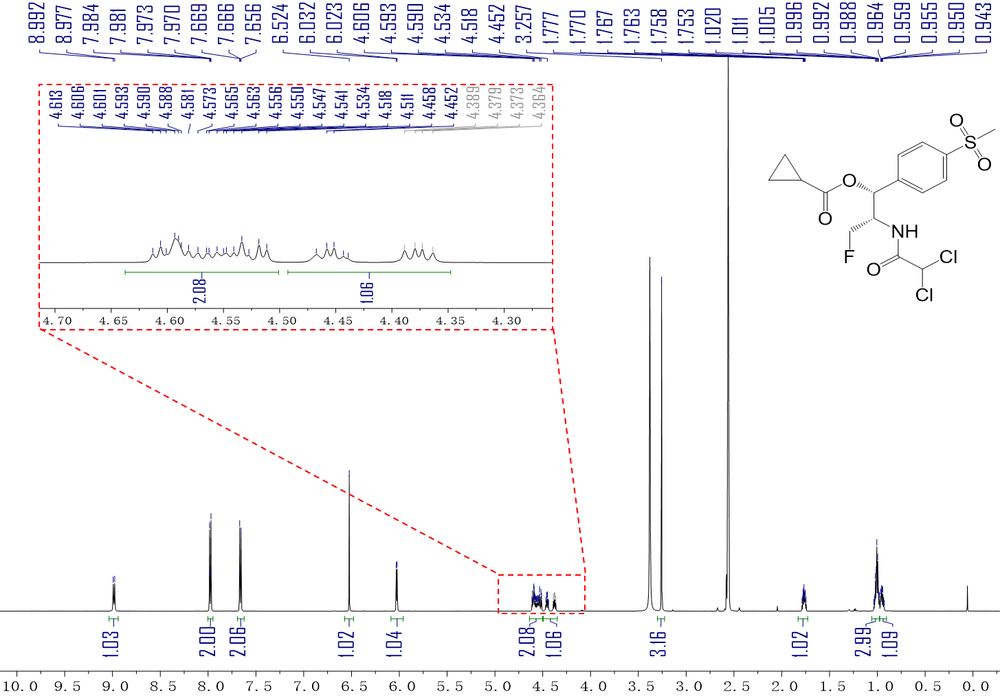 8.992 8.977 7.984 7.981 7.973 7.970 7.669 7.666 7.656 6.524 6.032 6.023 4.606 4.593 4.590 4.534 4.518 4.452 3.257 1.777 1.770 1.767 1.763 1.758 1.753 1.020 1.011 1.005 0.996 0.992 0.988 0.964 0.959 0.955 0.950 0.943
4.613 4.606 4.601 4.593 4.590 4.588 4.581 4.573 4.565 4.563 4.556 4.550 4.547 4.541 4.534 4.518 4.511 4.458 4.452 4.389 4.379 4.373 4.364
2.08 1.06
4.70 4.65 4.60 4.55 4.50 4.45 4.40 4.35 4.30
O
S
O
O
O
NH
F
O
Cl
Cl
1.03 2.00 2.06 1.02 1.04 2.08 1.06 3.16 1.02 2.99 1.09
10.0 9.5 9.0 8.5 8.0 7.5 7.0 6.5 6.0 5.5 5.0 4.5 4.0 3.5 3.0 2.5 2.0 1.5 1.0 0.5 0.0